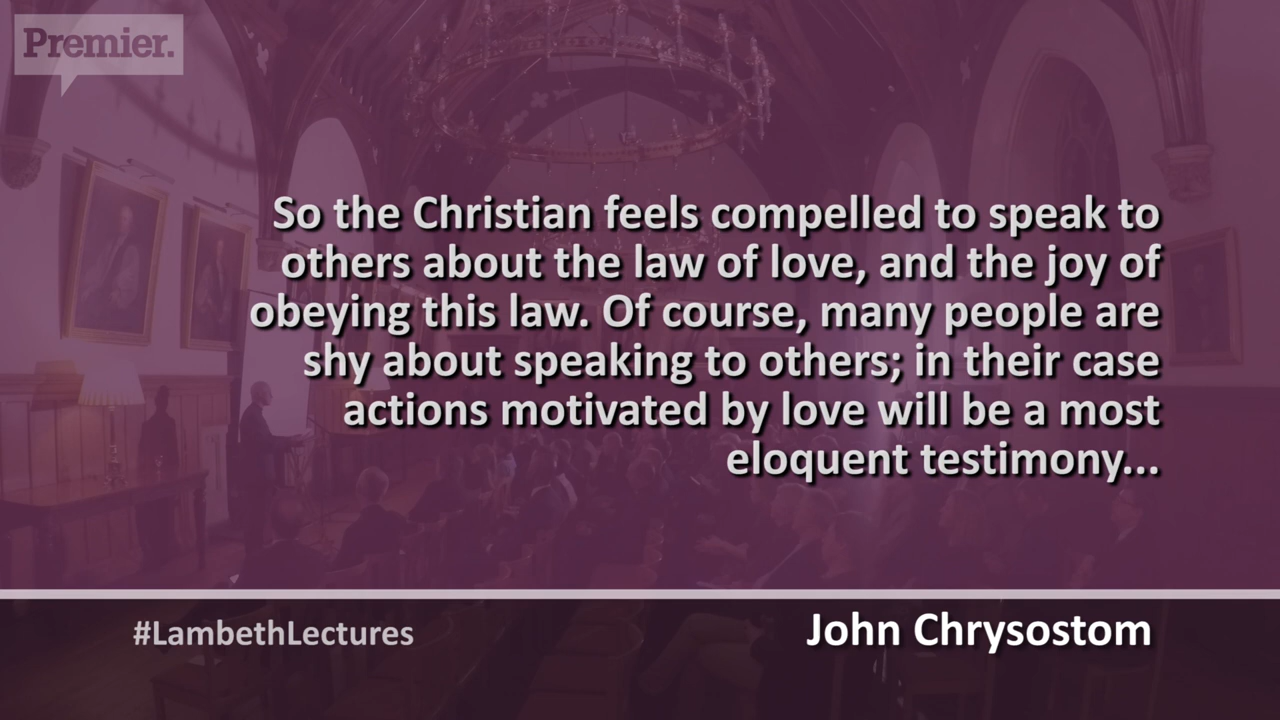 Premier.
So the Christian feels compelled to speak to
others about the law of love, and the joy of
obeying this law. Of course, many people are
shy about speaking to others; in their case
actions motivated by love will be a most
eloquent testimony...
#LambethLectures
John Chrysostom